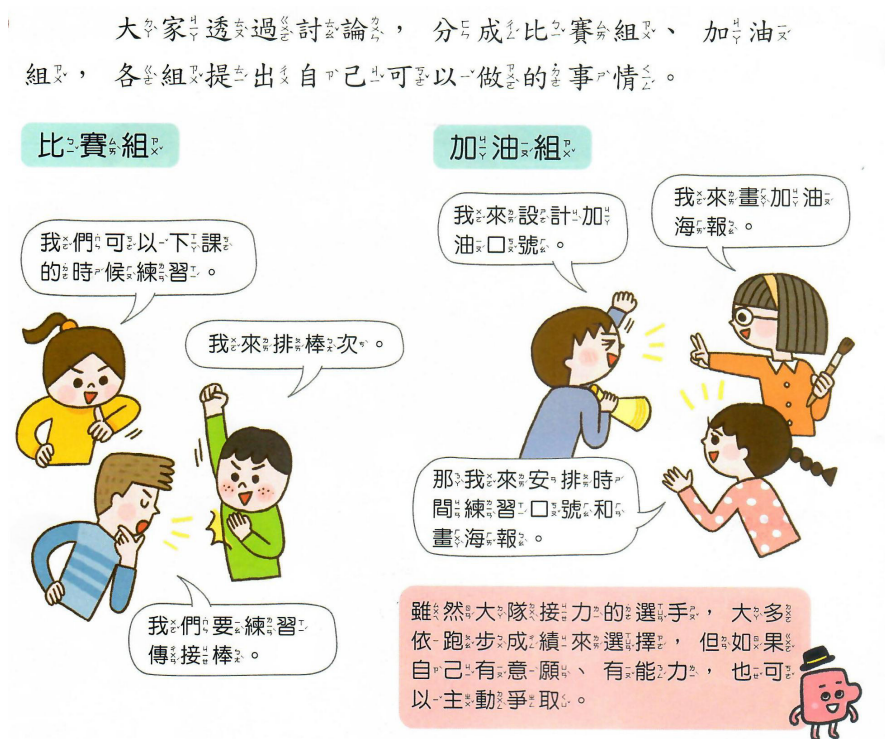 大家透過討論，分成比賽組、加油
組，各組提出自己可以做的事情。
比賽組
我們可以下課
的時候練習。
我來排棒次。
我們要練習
傳接棒。
加油組
我來設計加
油口號。
我來畫加油
海報。
那我來安排時
間練習口號和
畫海報。
雖然大隊接力的選手，大多
依跑步成績來選擇，但如果
自己有意願、有能力，也可
以主動爭取。